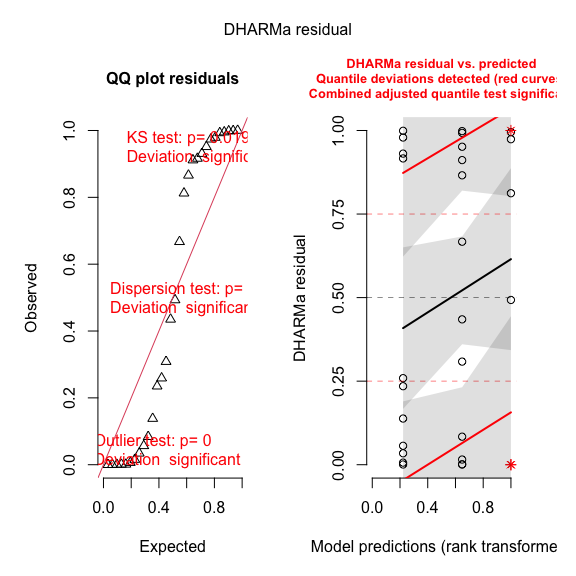 DHARMa residual
QQ plot residuals
KS test: p=
Deviation significant
Dispersion test: p=
Deviation significant
Outlier test: p= 0
Deviation significant
1.0
0.8
0.6
0.4
0.2
0.0
Observed
0.0
0.4
0.8
Expected
DHARMa residual vs. predicted
Quantile deviations detected (red curves
Combined adjusted quantile test significa
1.00
0.75
0.50
0.25
0.00
DHARMa residual
0.0
0.4
0.8
Model predictions (rank transforme